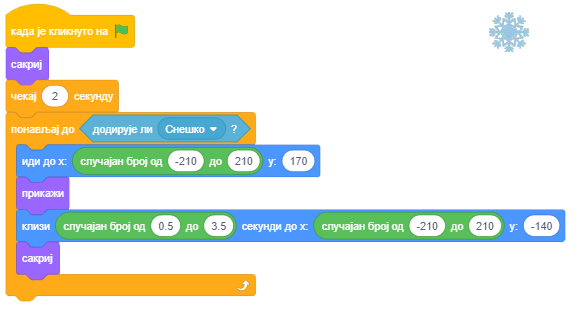 када је кликнуто на
сакриј
чекај 2 секунду
понављај до додирује ли Снешко ?
иди до x: случајан број од -210 до 210 y: 170
прикажи
клизи случајан број од 0.5 до 3.5 секунди до x: случајан број од -210 до 210 y: -140
сакриј